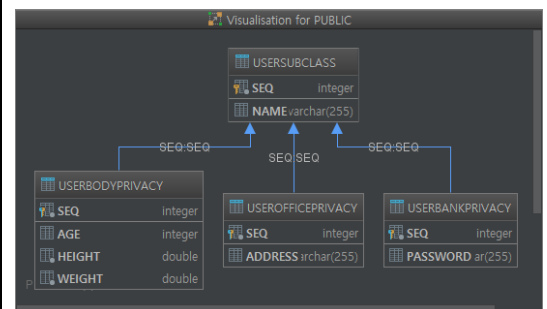 Visualisation for PUBLIC
USERSUBCLASS
SEQ integer
NAME varchar(255)
SEQ:SEQ
SEQ:SEQ
SEQ:SEQ
USERBODYPRIVACY
SEQ integer
AGE integer
HEIGHT double
WEIGHT double
USEROFFICEPRIVACY
SEQ integer
ADDRESS rchar(255)
USERBANKPRIVACY
SEQ integer
PASSWORD ar(255)
P